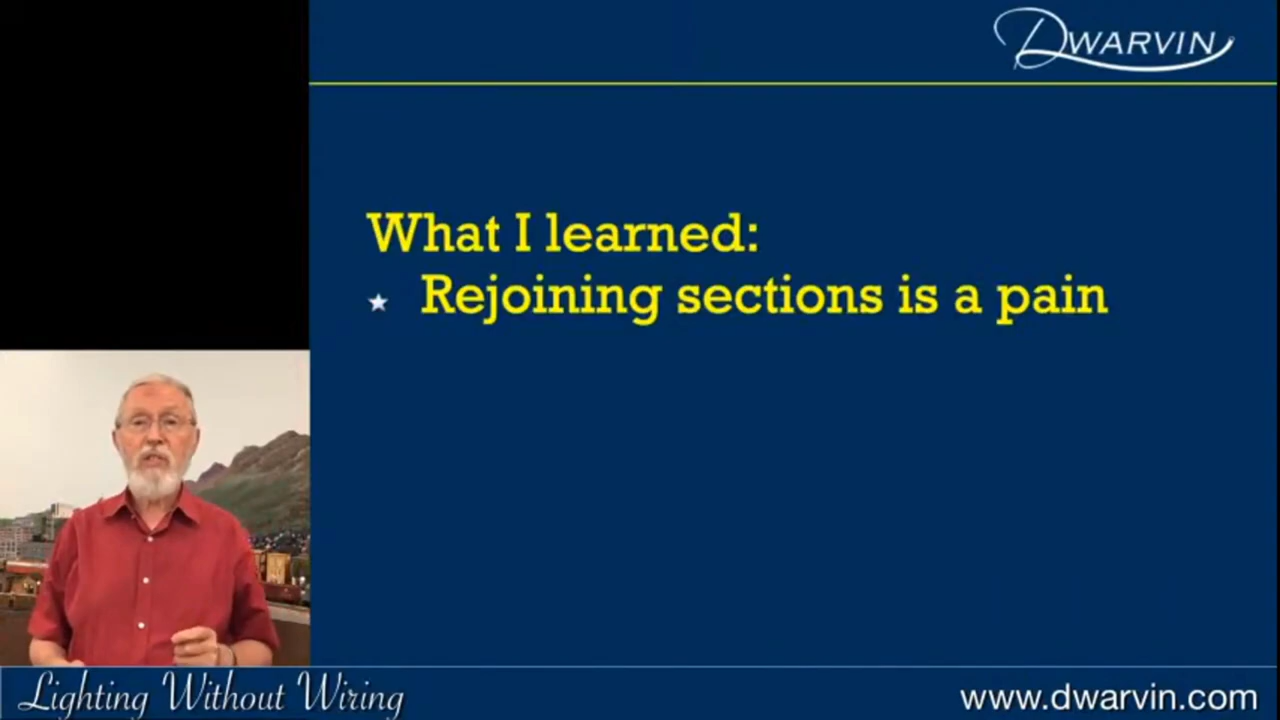 DWARVIN
What I learned:
Rejoining sections is a pain
Lighting Without Wiring
www.dwarvin.com